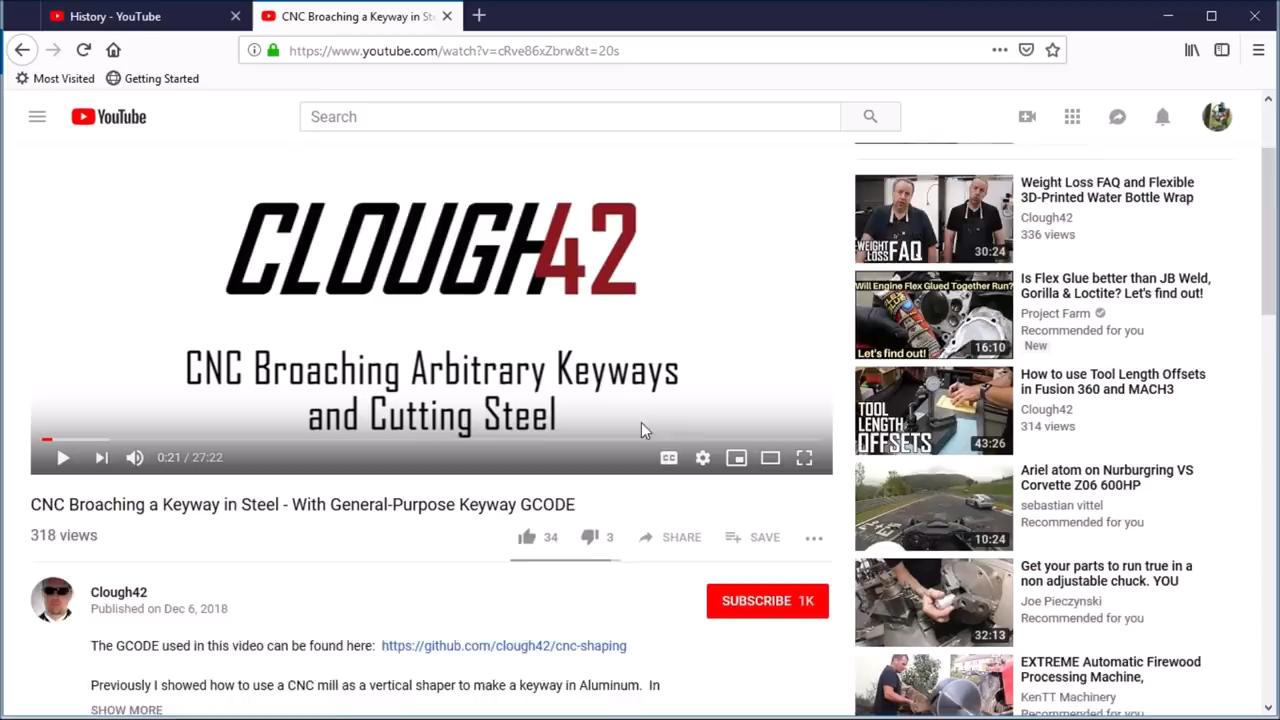 History - YouTube
CNC Broaching a Keyway in Ste
https://www.youtube.com/watch?v=cRve86xZbrw&t=20s
Most Visited
Getting Started
YouTube
Search
CLOUGH42
CNC Broaching Arbitrary Keyways
and Cutting Steel
0:21 / 27:22
CC
CNC Broaching a Keyway in Steel - With General-Purpose Keyway GCODE
318 views
34
3
SHARE
SAVE
Clough42
Published on Dec 6, 2018
SUBSCRIBE 1K
The GCODE used in this video can be found here: https://github.com/clough42/cnc-shaping
Previously I showed how to use a CNC mill as a vertical shaper to make a keyway in Aluminum. In
SHOW MORE
WEIGHT
LOSS FAQ
30:24
Weight Loss FAQ and Flexible
3D-Printed Water Bottle Wrap
Clough42
336 views
Will Engine Flex Glued Together Run?
Let's find out!
16:10
Is Flex Glue better than JB Weld,
Gorilla & Loctite? Let's find out!
Project Farm
Recommended for you
New
TOOL
LENGTH
OFFSETS
43:26
How to use Tool Length Offsets
in Fusion 360 and MACH3
Clough42
314 views
10:24
Ariel atom on Nurburgring VS
Corvette Z06 600HP
sebastian vittel
Recommended for you
32:13
Get your parts to run true in a
non adjustable chuck. YOU
Joe Pieczynski
Recommended for you
EXTREME Automatic Firewood
Processing Machine,
KenTT Machinery
Recommended for you